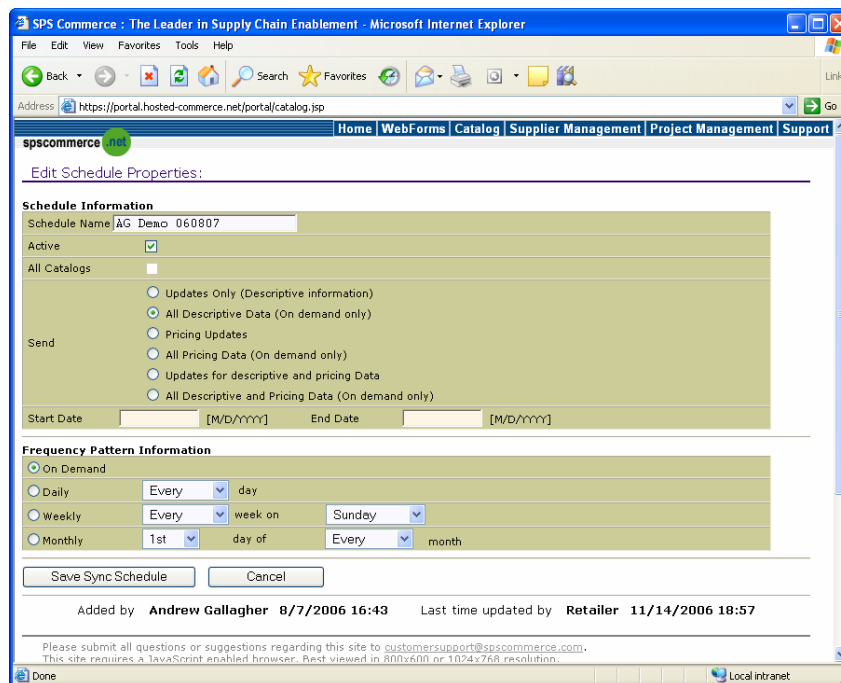 SPS Commerce : The Leader in Supply Chain Enablement - Microsoft Internet Explorer
File Edit View Favorites Tools Help
Back Search Favorites Link
Address https://portal.hosted-commerce.net/portal/catalog.jsp Go
Home | WebForms | Catalog | Supplier Management | Project Management | Support
spscommerce .net
Edit Schedule Properties:
Schedule Information
Schedule Name AG Demo 060807
Active
All Catalogs
Send
Updates Only (Descriptive information)
All Descriptive Data (On demand only)
Pricing Updates
All Pricing Data (On demand only)
Updates for descriptive and pricing Data
All Descriptive and Pricing Data (On demand only)
Start Date [M/D/YYYY] End Date [M/D/YYYY]
Frequency Pattern Information
On Demand
Daily Every day
Weekly Every week on Sunday
Monthly 1st day of Every month
Save Sync Schedule Cancel
Added by Andrew Gallagher 8/7/2006 16:43 Last time updated by Retailer 11/14/2006 18:57
Please submit all questions or suggestions regarding this site to customersupport@spscommerce.com.
This site requires a JavaScript enabled browser. Best viewed in 800x600 or 1024x768 resolution.
Done Local intranet